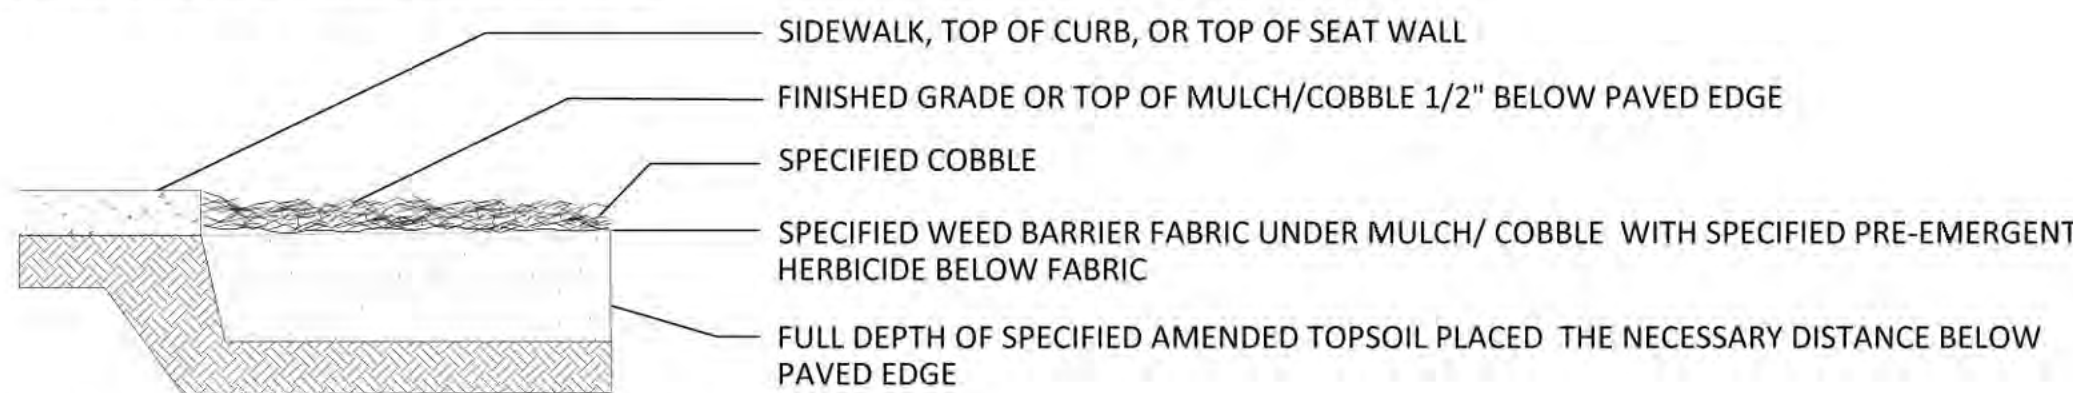 SIDEWALK, TOP OF CURB, OR TOP OF SEAT WALL
FINISHED GRADE OR TOP OF MULCH/COBBLE 1/2" BELOW PAVED EDGE
SPECIFIED COBBLE
SPECIFIED WEED BARRIER FABRIC UNDER MULCH/ COBBLE WITH SPECIFIED PRE-EMERGENT
HERBICIDE BELOW FABRIC
FULL DEPTH OF SPECIFIED AMENDED TOPSOIL PLACED THE NECESSARY DISTANCE BELOW
PAVED EDGE